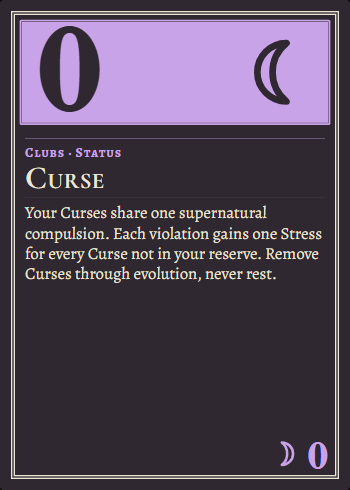 0
Clubs · Status
Curse
Your Curses share one supernatural
compulsion. Each violation gains one Stress
for every Curse not in your reserve. Remove
Curses through evolution, never rest.
0